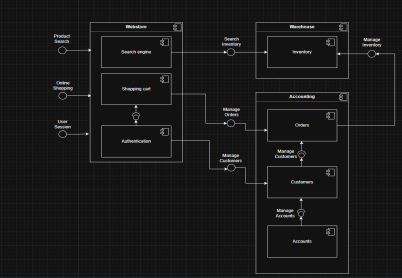 Webstore
Warehouse
Product
Search
Search engine
Search
Inventory
Inventory
Manage
Inventory
Online
Shopping
Shopping cart
Accounting
Manage
Orders
Orders
User
Session
Authentication
Manage
Customers
Manage
Customers
Customers
Manage
Accounts
Accounts